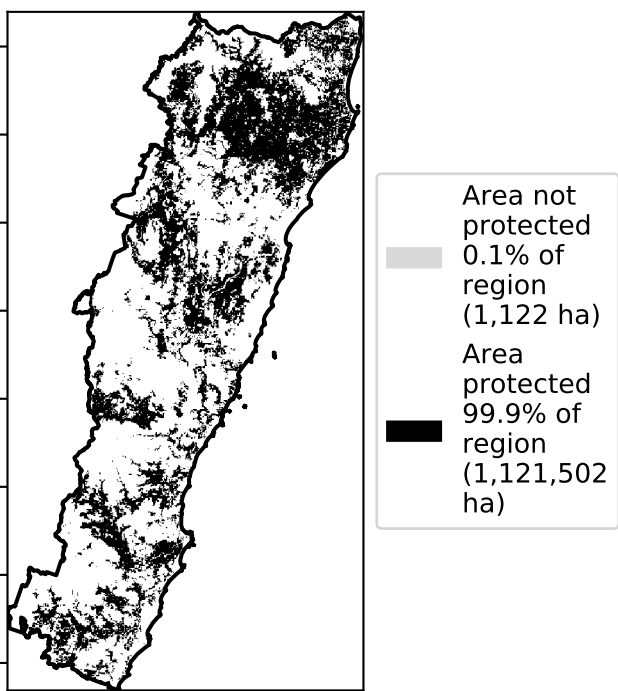 Area not
protected
0.1% of
region
(1,122 ha)
Area
protected
99.9% of
region
(1,121,502
ha)